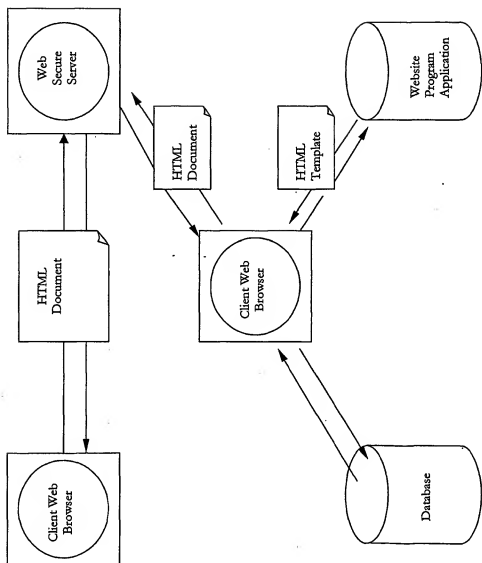 Client Web
Browser
HTML
Document
Web
Secure
Server
HTML
Document
Client Web
Browser
HTML
Template
Database
Website
Program
Application